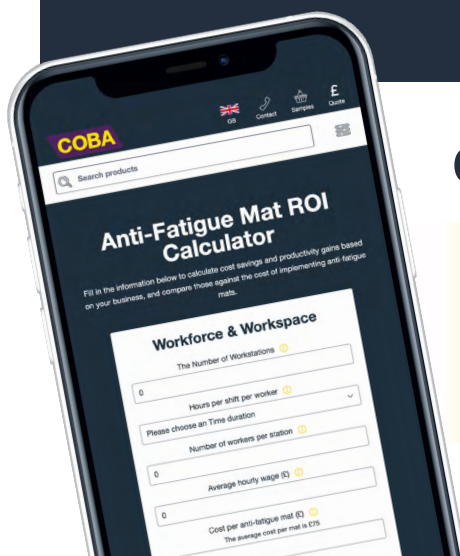 COBA
GB
Contact
Samples
£
Quote
Search products
Anti-Fatigue Mat ROI
Calculator
Fill in the information below to calculate cost savings and productivity gains based
on your business, and compare those against the cost of implementing anti-fatigue
mats.
Workforce & Workspace
The Number of Workstations
0
Hours per shift per worker
Please choose an Time duration
Number of workers per station
0
Average hourly wage (£)
0
Cost per anti-fatigue mat (£)
The average cost per mat is £75